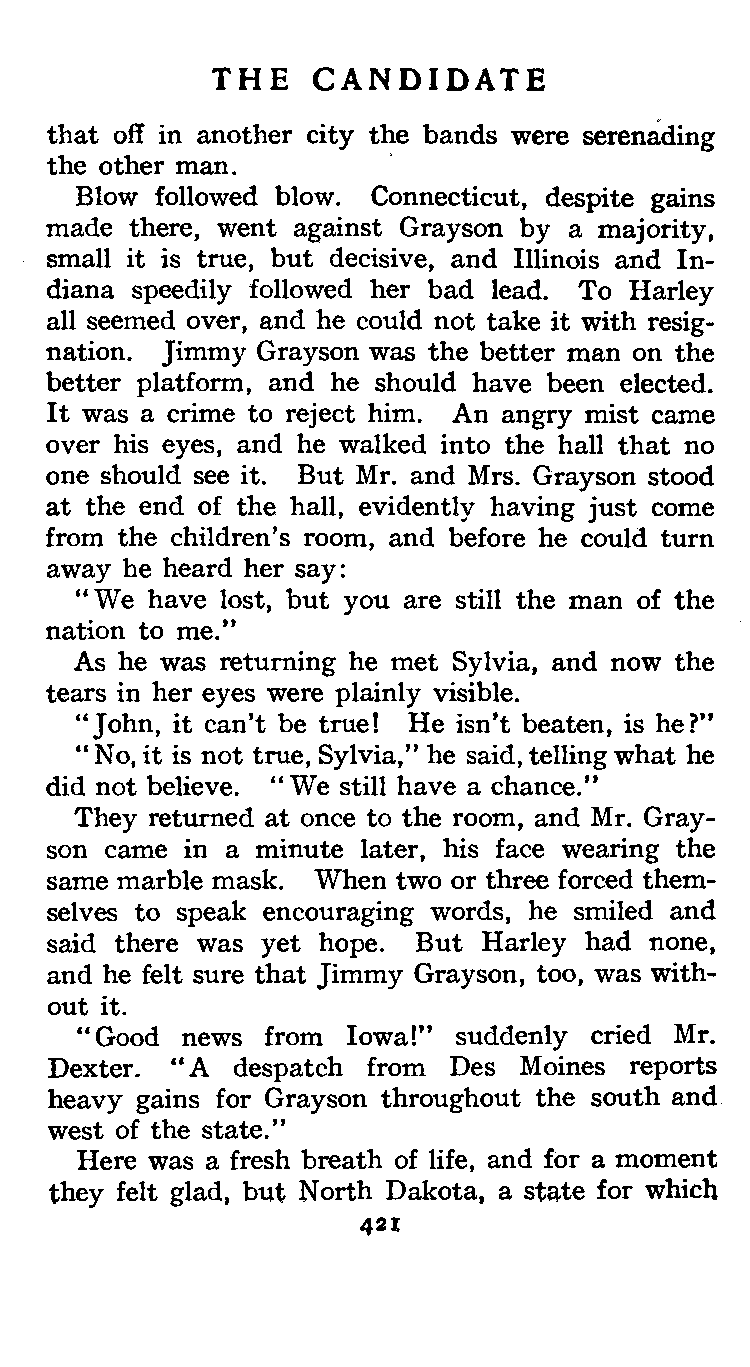 THE CANDIDATE
that off in another city the bands were serenading
the other man.
Blow followed blow. Connecticut, despite gains
made there, went against Grayson by a majority,
small it is true, but decisive, and Illinois and In-
diana speedily followed her bad lead. To Harley
all seemed over, and he could not take it with resig-
nation. Jimmy Grayson was the better man on the
better platform, and he should have been elected.
It was a crime to reject him. An angry mist came
over his eyes, and he walked into the hall that no
one should see it. But Mr. and Mrs. Grayson stood
at the end of the hall, evidently having just come
from the children's room, and before he could turn
away he heard her say:
"We have lost, but you are still the man of the
nation to me."
As he was returning he met Sylvia, and now the
tears in her eyes were plainly visible.
"John, it can't be true! He isn't beaten, is he?"
"No, it is not true, Sylvia," he said, telling what he
did not believe. "We still have a chance."
They returned at once to the room, and Mr. Gray-
son came in a minute later, his face wearing the
same marble mask. When two or three forced them-
selves to speak encouraging words, he smiled and
said there was yet hope. But Harley had none,
and he felt sure that Jimmy Grayson, too, was with-
out it.
"Good news from Iowa!" suddenly cried Mr.
Dexter. "A despatch from Des Moines reports
heavy gains for Grayson throughout the south and
west of the state."
Here was a fresh breath of life, and for a moment
they felt glad, but North Dakota, a state for which
421